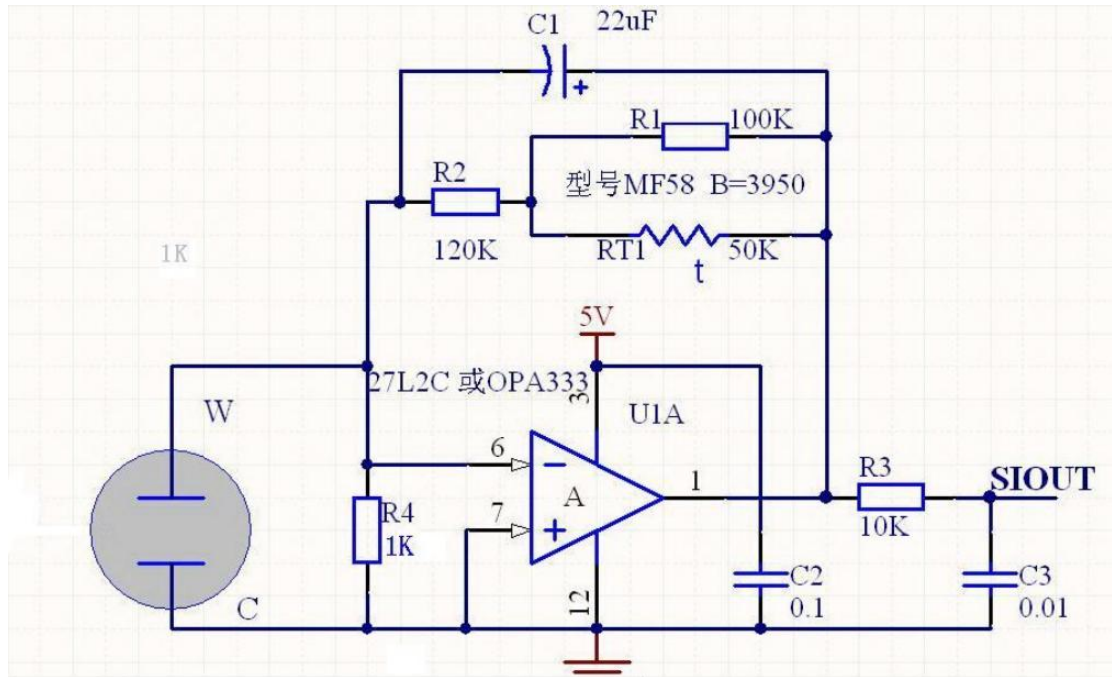 C1 22uF
R1 100K
R2
型号MF58 B=3950
120K
RT1 50K
t
1K
5V
27L2C 或OPA333
3
U1A
W
6
A
1
R3
SIOUT
R4
1K
7
10K
12
C2
0.1
C3
0.01
C